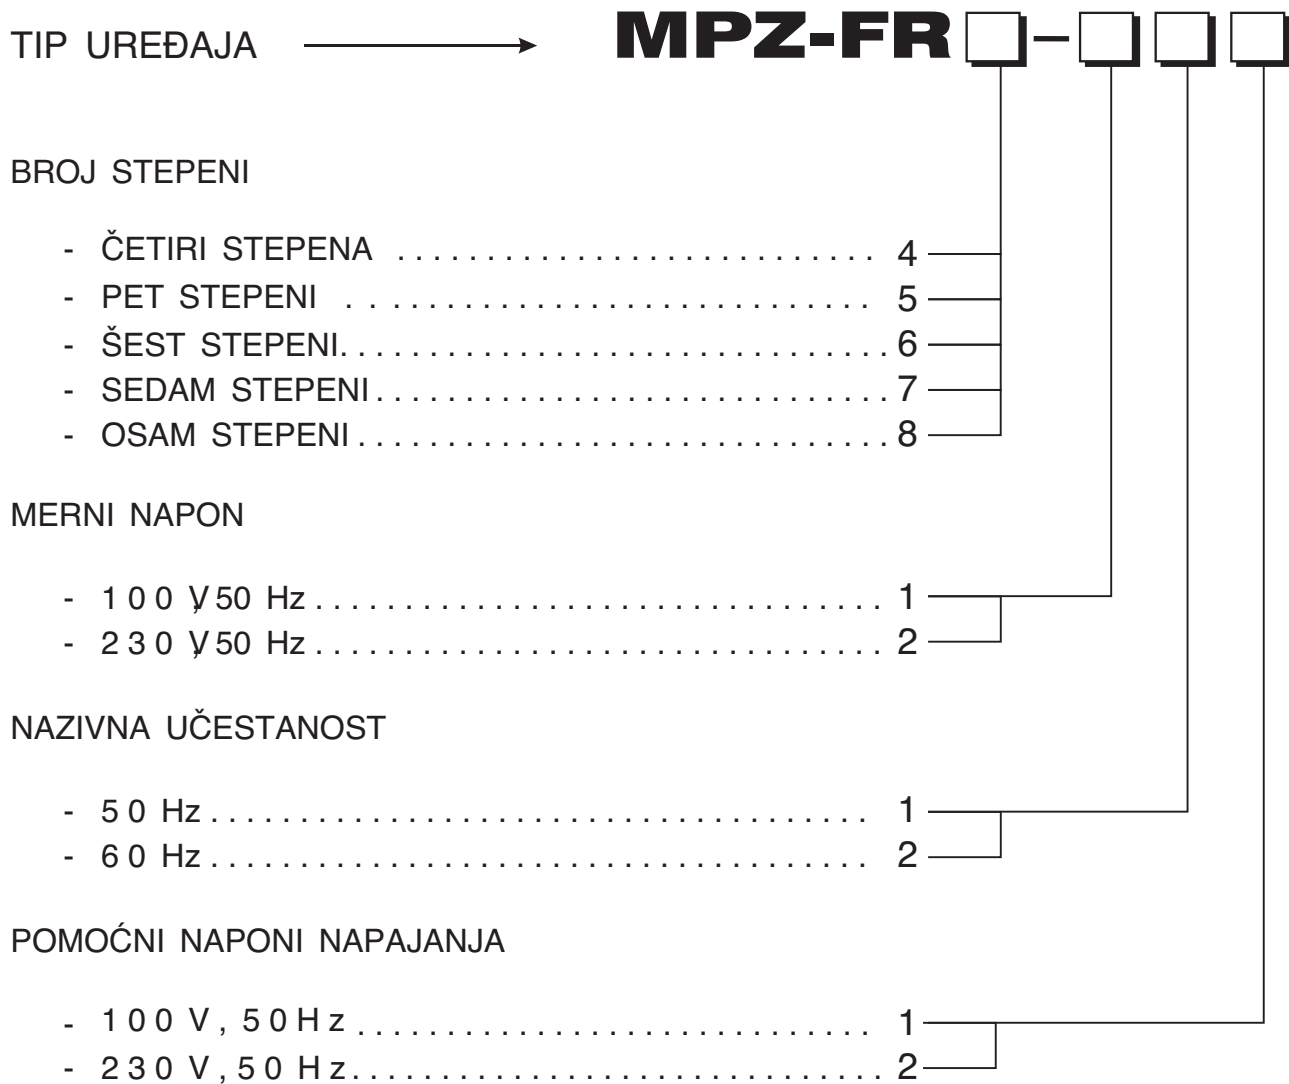 TIP UREĐAJA MPZ-FR –
BROJ STEPENI
- ČETIRI STEPENA ........................... 4
- PET STEPENI ............................ 5
- ŠEST STEPENI............................... 6
- SEDAM STEPENI............................. 7
- OSAM STEPENI.............................. 8
MERNI NAPON
- 100 V, 50 Hz................................ 1
- 230 V, 50 Hz................................ 2
NAZIVNA UČESTANOST
- 50 Hz..................................... 1
- 60 Hz..................................... 2
POMOĆNI NAPONI NAPAJANJA
- 100 V, 50Hz ............................. 1
- 230 V,50 Hz.............................. 2